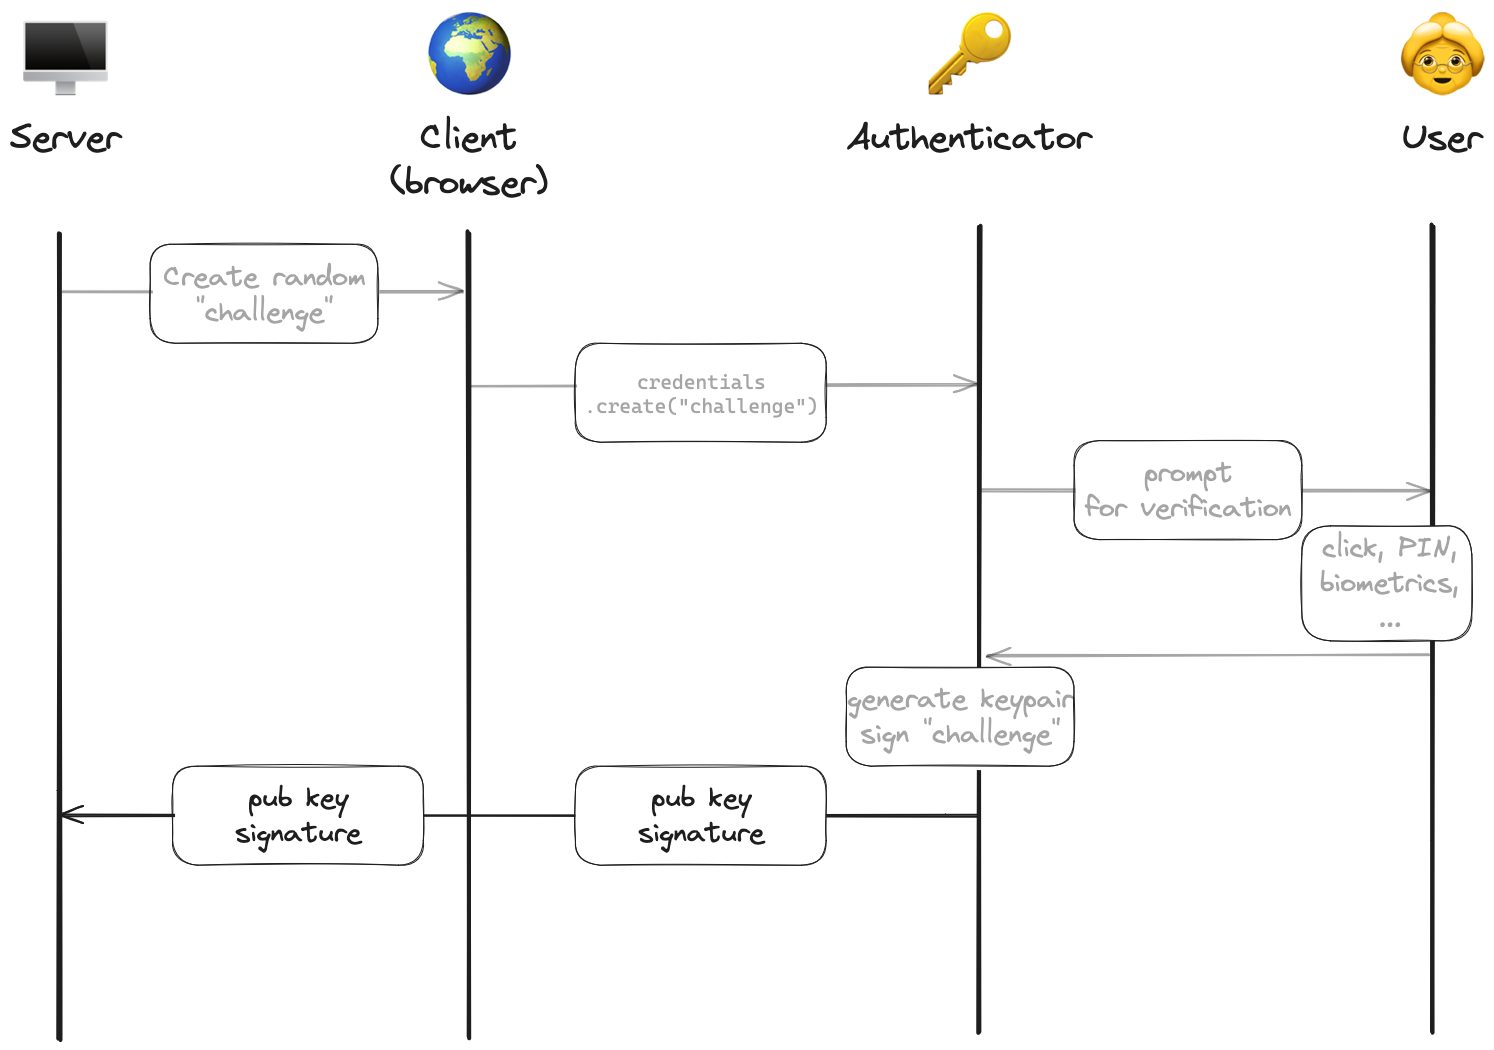 Server
Client
(browser)
Authenticator
User
Create random
"challenge"
credentials
.create("challenge")
prompt
for verification
click, PIN,
biometrics,
...
generate keypair
sign "challenge"
pub key
signature
pub key
signature